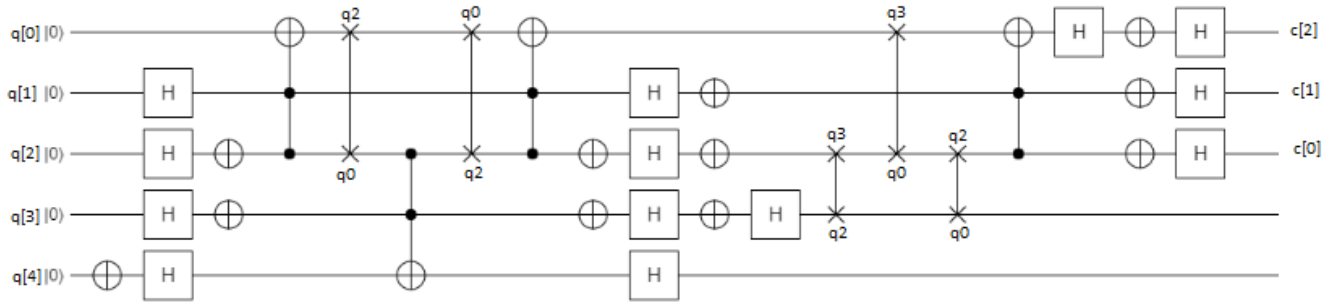 q2 q0 q3
q[0] |0⟩ H H c[2]
q[1] |0⟩ H H H c[1]
q3 q2
q[2] |0⟩ H H H c[0]
q0 q2 q0
q[3] |0⟩ H H H
q2 q0
q[4] |0⟩ H H